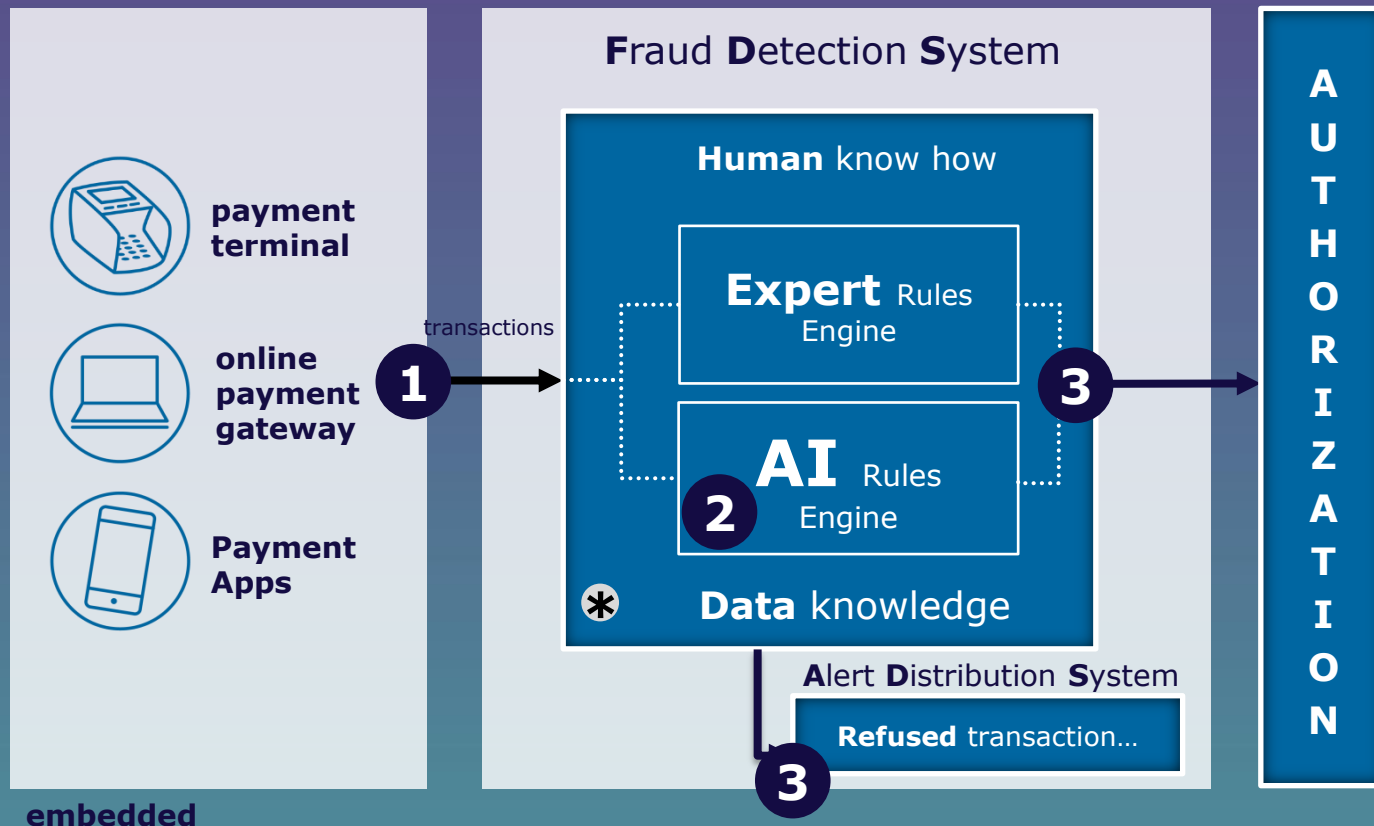 Fraud Detection System
payment
terminal
online
payment
gateway
Payment
Apps
transactions
1
Human know how
Expert Rules
Engine
AI Rules
2
Engine
3
*
Data knowledge
Alert Distribution System
Refused transaction…
3
A
U
T
H
O
R
I
Z
A
T
I
O
N
embedded